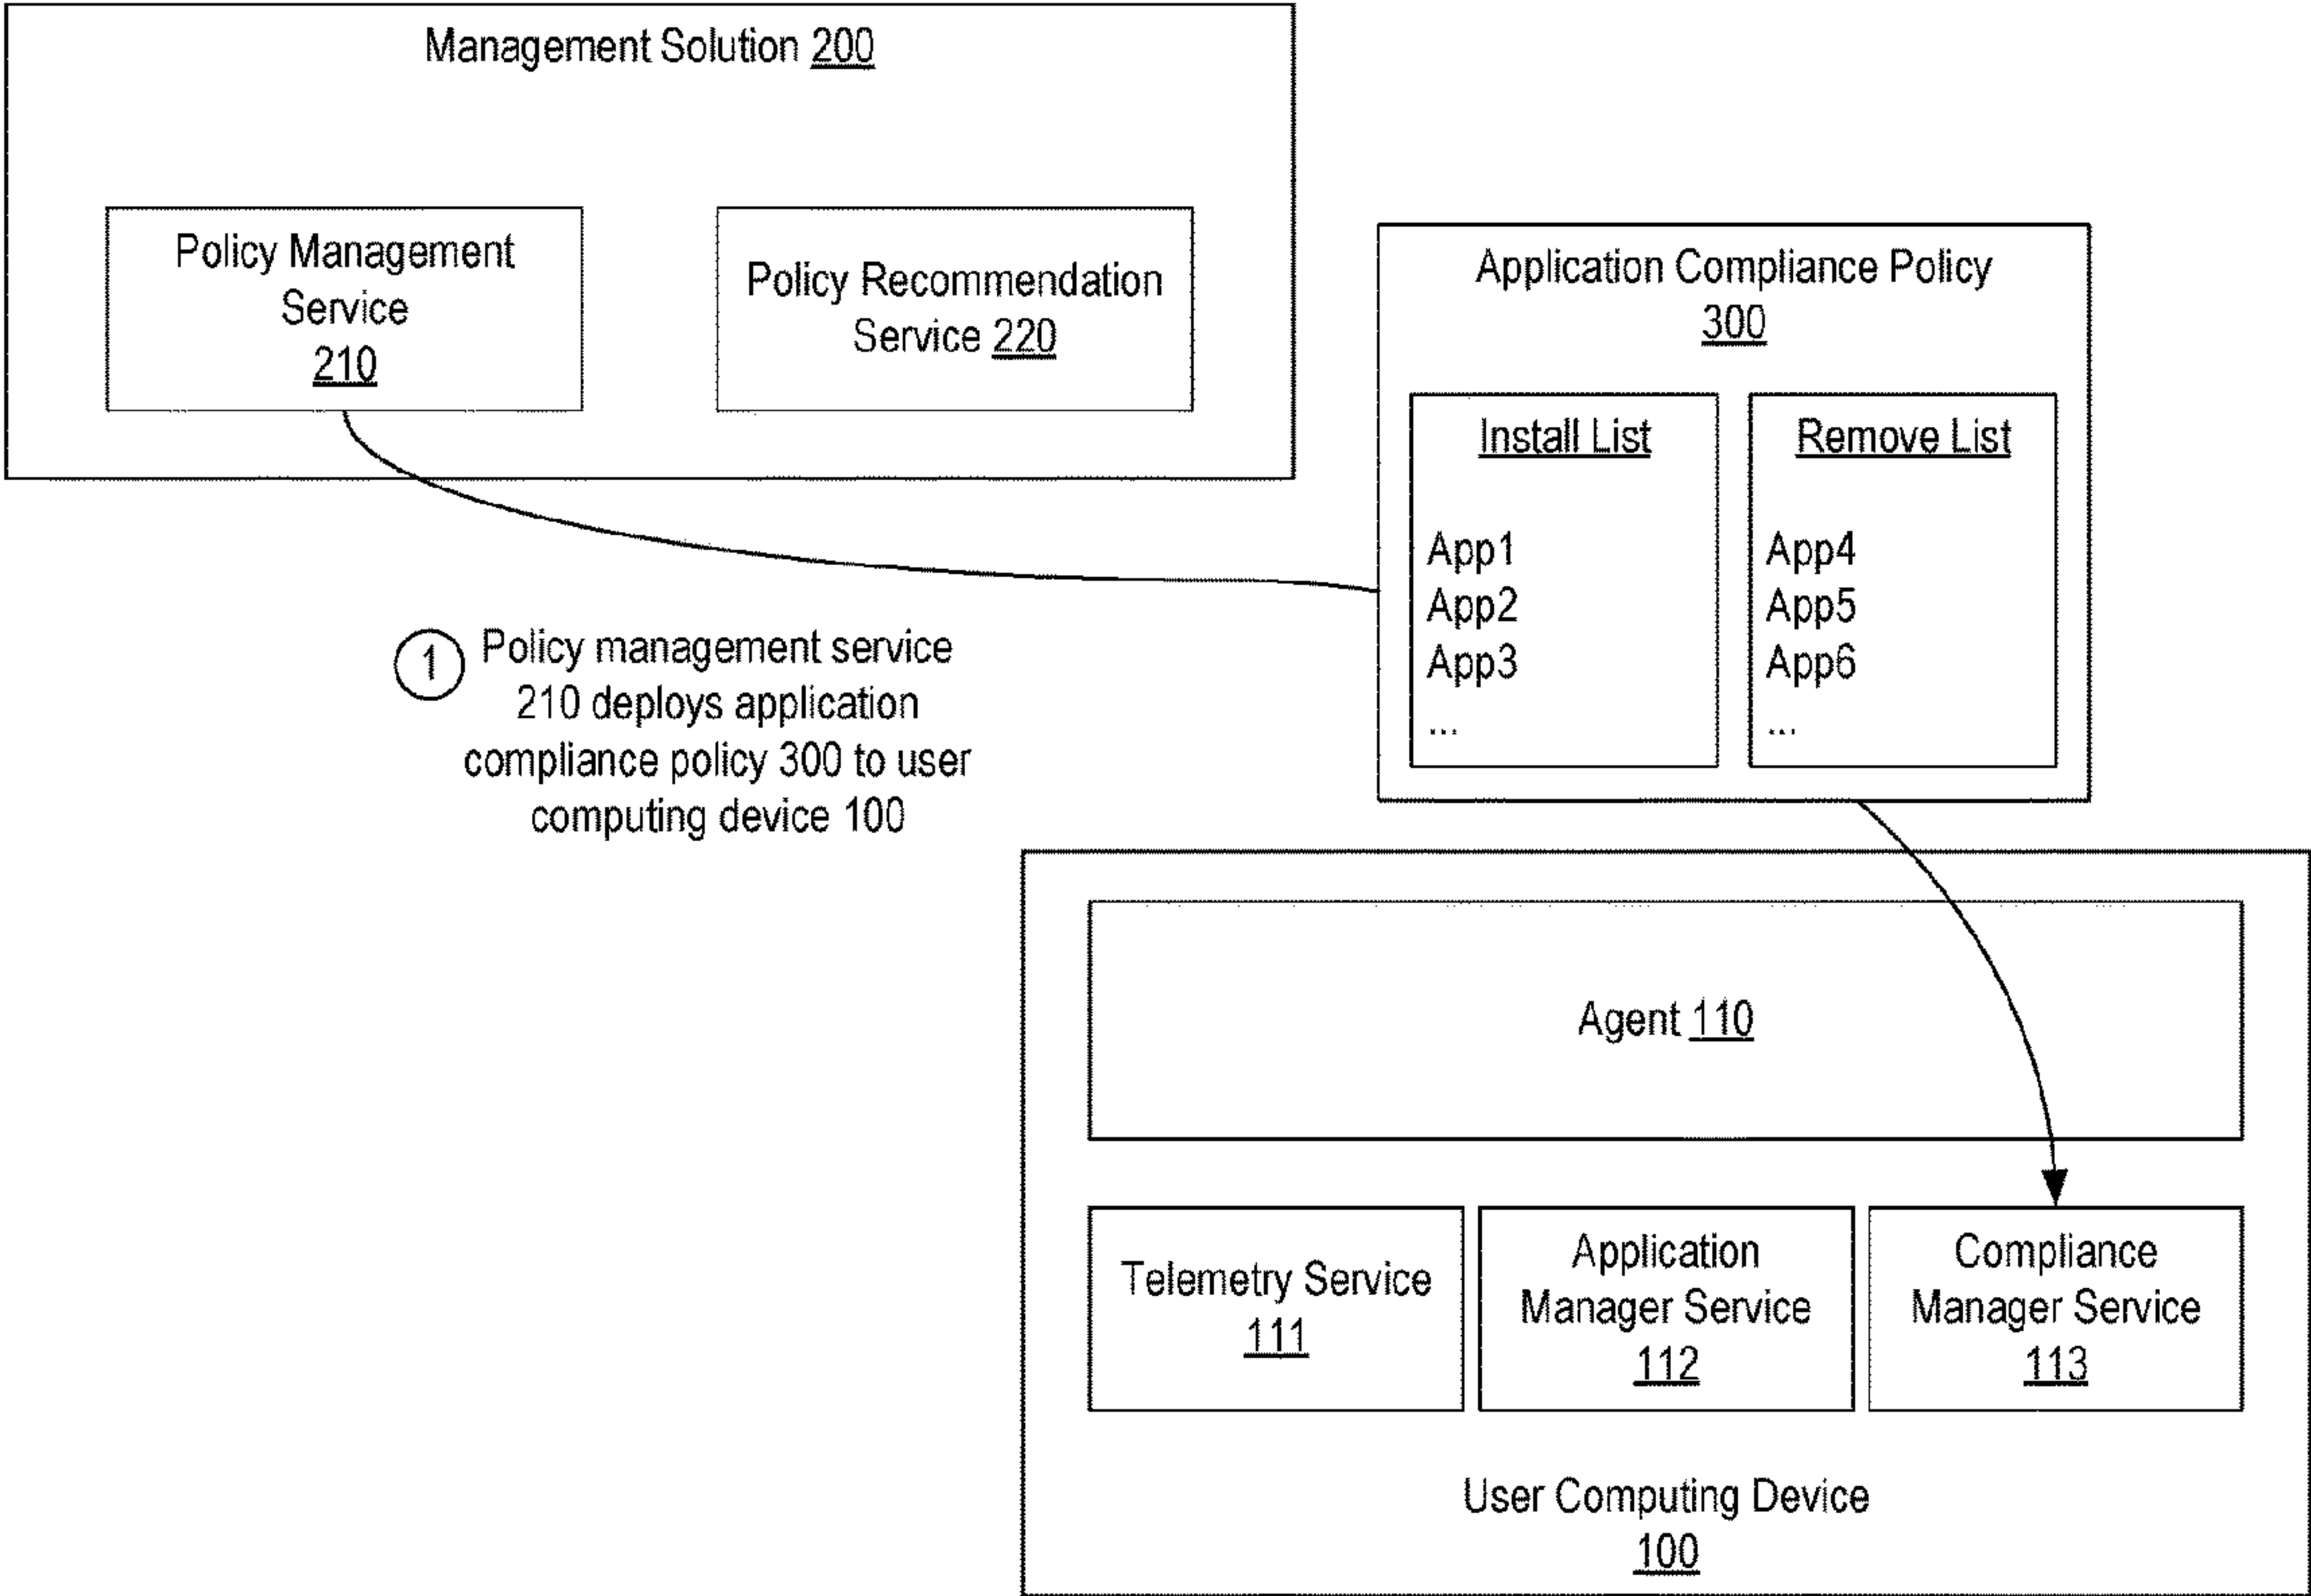 Management Solution 200
Policy Management
Service
210
Policy Recommendation
Service 220
Application Compliance Policy
300
Install List
App1
App2
App3
...
Remove List
App4
App5
App6
...
1
Policy management service
210 deploys application
compliance policy 300 to user
computing device 100
Agent 110
Telemetry Service
111
Application
Manager Service
112
Compliance
Manager Service
113
User Computing Device
100